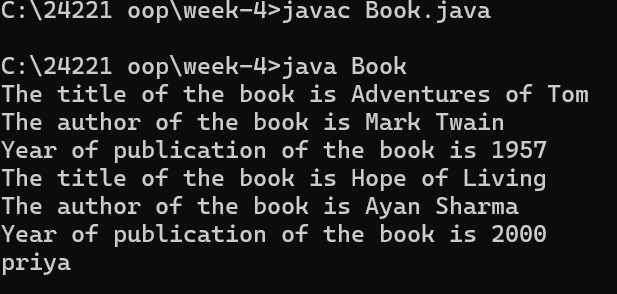 C:\24221 oop\week-4>javac Book.java
C:\24221 oop\week-4>java Book
The title of the book is Adventures of Tom
The author of the book is Mark Twain
Year of publication of the book is 1957
The title of the book is Hope of Living
The author of the book is Ayan Sharma
Year of publication of the book is 2000
priya